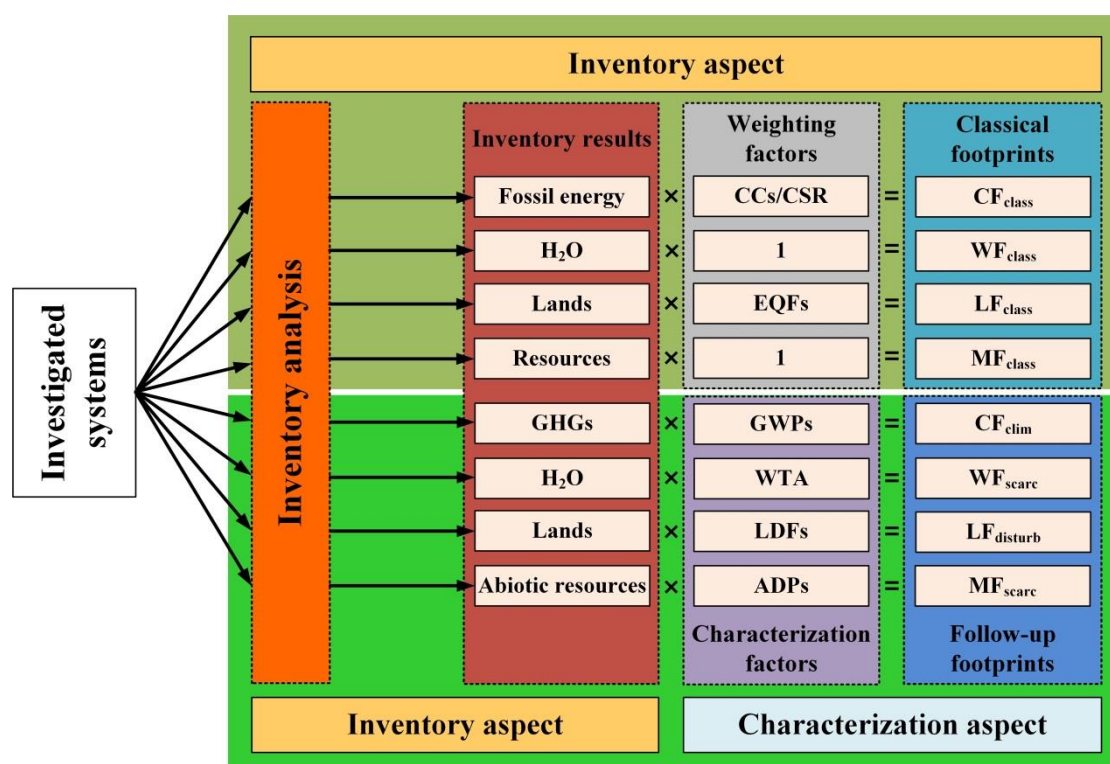 Inventory aspect
Investigated
systems
Inventory analysis
Inventory results
Weighting
factors
Classical
footprints
Fossil energy × CCs/CSR = CFclass
H2O × 1 = WFclass
Lands × EQFs = LFclass
Resources × 1 = MFclass
GHGs × GWPs = CFclim
H2O × WTA = WFscarc
Lands × LDFs = LFdisturb
Abiotic resources × ADPs = MFscarc
Characterization
factors
Follow-up
footprints
Inventory aspect
Characterization aspect